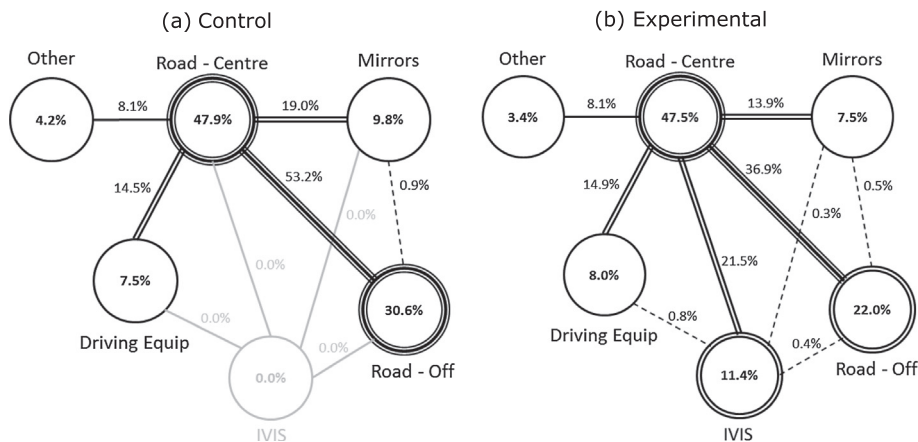 (a) Control
Other
Road - Centre
Mirrors
8.1%
19.0%
4.2%
47.9%
9.8%
14.5%
53.2%
0.9%
0.0%
0.0%
7.5%
30.6%
0.0%
0.0%
Driving Equip
Road - Off
0.0%
IVIS
(b) Experimental
Other
Road - Centre
Mirrors
8.1%
13.9%
3.4%
47.5%
7.5%
14.9%
36.9%
0.5%
0.3%
21.5%
8.0%
22.0%
0.8%
0.4%
Driving Equip
Road - Off
11.4%
IVIS